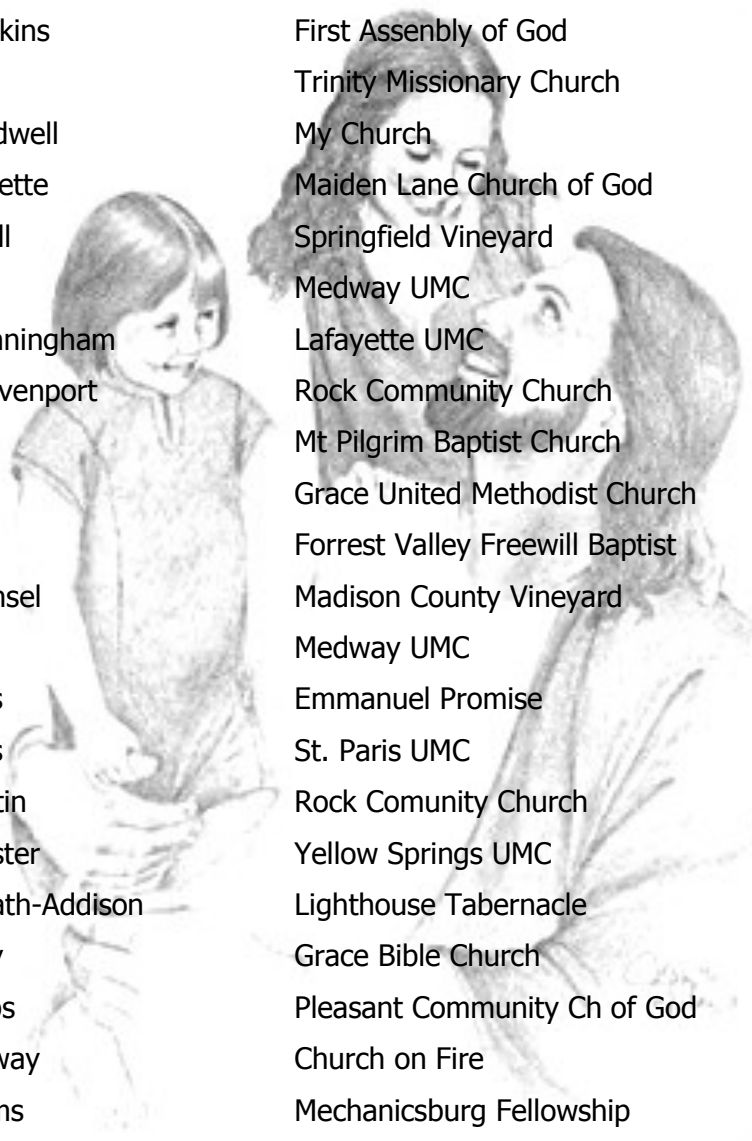 kins First Assenbly of God
Trinity Missionary Church
dwell My Church
ette Maiden Lane Church of God
ll Springfield Vineyard
Medway UMC
nningham Lafayette UMC
venport Rock Community Church
Mt Pilgrim Baptist Church
Grace United Methodist Church
Forrest Valley Freewill Baptist
nsel Madison County Vineyard
Medway UMC
s Emmanuel Promise
s St. Paris UMC
tin Rock Comunity Church
ster Yellow Springs UMC
ath-Addison Lighthouse Tabernacle
y Grace Bible Church
os Pleasant Community Ch of God
way Church on Fire
ns Mechanicsburg Fellowship